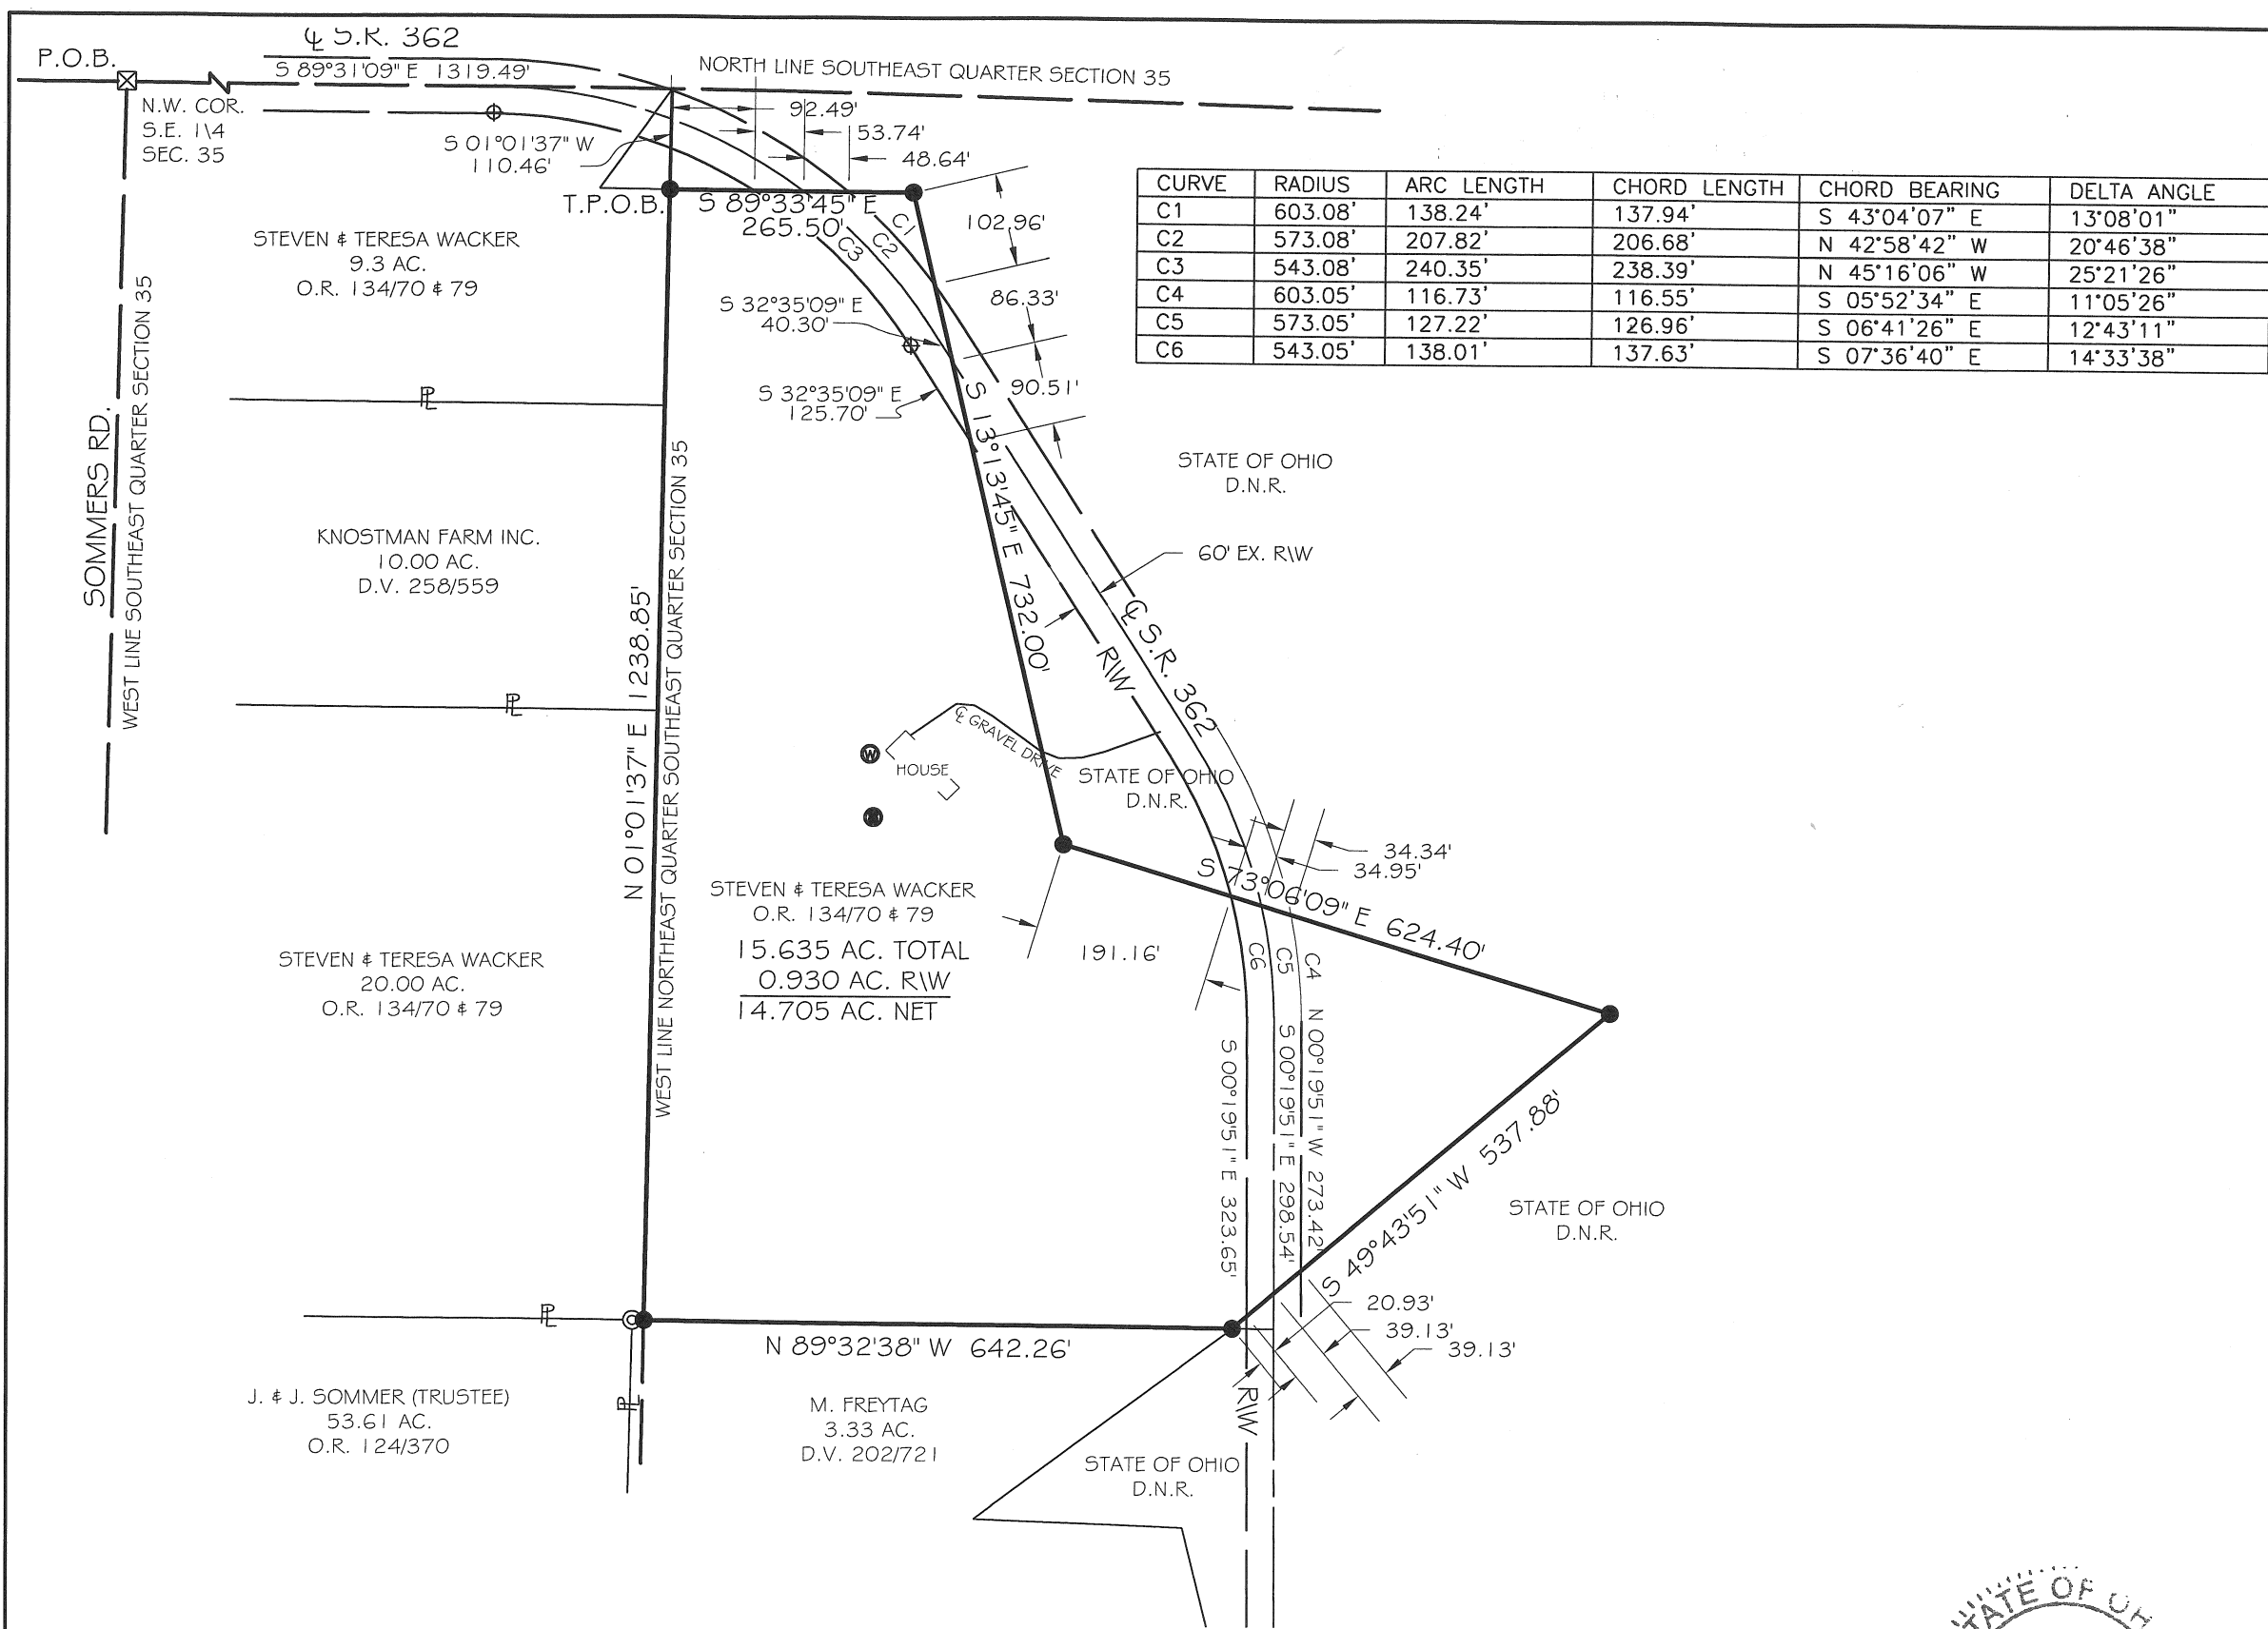 ℄ S.R. 362
P.O.B.
S 89°31'09" E 1319.49'
NORTH LINE SOUTHEAST QUARTER SECTION 35
N.W. COR.
S.E. 1\4
SEC. 35
S 01°01'37" W
110.46'
92.49'
53.74'
48.64'
T.P.O.B.
S 89°33'45" E
265.50'
C1
C2
C3
102.96'
86.33'
90.51'
CURVE RADIUS ARC LENGTH CHORD LENGTH CHORD BEARING DELTA ANGLE
C1 603.08' 138.24' 137.94' S 43°04'07" E 13°08'01"
C2 573.08' 207.82' 206.68' N 42°58'42" W 20°46'38"
C3 543.08' 240.35' 238.39' N 45°16'06" W 25°21'26"
C4 603.05' 116.73' 116.55' S 05°52'34" E 11°05'26"
C5 573.05' 127.22' 126.96' S 06°41'26" E 12°43'11"
C6 543.05' 138.01' 137.63' S 07°36'40" E 14°33'38"
STEVEN & TERESA WACKER
9.3 AC.
O.R. 134/70 & 79
S 32°35'09" E
40.30'
S 32°35'09" E
125.70'
SOMMERS RD.
WEST LINE SOUTHEAST QUARTER SECTION 35
℄
KNOSTMAN FARM INC.
10.00 AC.
D.V. 258/559
℄
N 01°01'37" E 1238.85'
WEST LINE NORTHEAST QUARTER SOUTHEAST QUARTER SECTION 35
S 13°13'45" E 732.00'
STATE OF OHIO
D.N.R.
60' EX. R\W
℄ S.R. 362
R\W
W
HOUSE
℄ GRAVEL DRIVE
STATE OF OHIO
D.N.R.
34.34'
34.95'
S 73°06'09" E 624.40'
STEVEN & TERESA WACKER
O.R. 134/70 & 79
15.635 AC. TOTAL
0.930 AC. R\W
14.705 AC. NET
191.16'
C6
C5
C4
STEVEN & TERESA WACKER
20.00 AC.
O.R. 134/70 & 79
S 00°19'51" E 323.65'
S 00°19'51" E 298.54'
N 00°19'51" W 273.42'
S 49°43'51" W 537.88'
STATE OF OHIO
D.N.R.
20.93'
39.13'
39.13'
N 89°32'38" W 642.26'
R\W
J. & J. SOMMER (TRUSTEE)
53.61 AC.
O.R. 124/370
M. FREYTAG
3.33 AC.
D.V. 202/721
STATE OF OHIO
D.N.R.
STATE OF OH